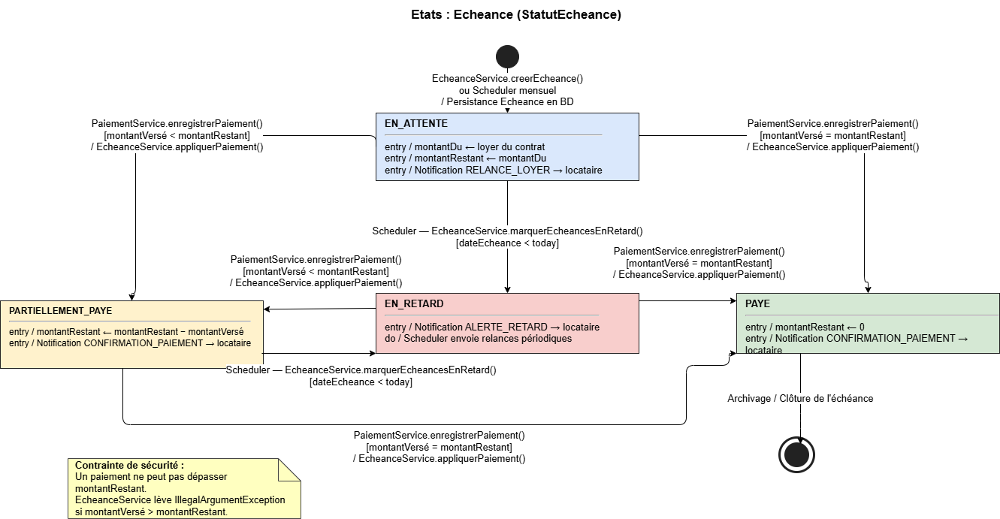 Etats : Echeance (StatutEcheance)
EcheanceService.creerEcheance()
ou Scheduler mensuel
/ Persistance Echeance en BD
PaiementService.enregistrerPaiement()
[montantVersé < montantRestant]
/ EcheanceService.appliquerPaiement()
EN_ATTENTE
entry / montantDu ← loyer du contrat
entry / montantRestant ← montantDu
entry / Notification RELANCE_LOYER → locataire
PaiementService.enregistrerPaiement()
[montantVersé = montantRestant]
/ EcheanceService.appliquerPaiement()
Scheduler — EcheanceService.marquerEcheancesEnRetard()
[dateEcheance < today]
PaiementService.enregistrerPaiement()
[montantVersé < montantRestant]
/ EcheanceService.appliquerPaiement()
PaiementService.enregistrerPaiement()
[montantVersé = montantRestant]
/ EcheanceService.appliquerPaiement()
PARTIELLEMENT_PAYE
entry / montantRestant ← montantRestant − montantVersé
entry / Notification CONFIRMATION_PAIEMENT → locataire
EN_RETARD
entry / Notification ALERTE_RETARD → locataire
do / Scheduler envoie relances périodiques
PAYE
entry / montantRestant ← 0
entry / Notification CONFIRMATION_PAIEMENT →
locataire
Scheduler — EcheanceService.marquerEcheancesEnRetard()
[dateEcheance < today]
Archivage / Clôture de l'échéance
PaiementService.enregistrerPaiement()
[montantVersé = montantRestant]
/ EcheanceService.appliquerPaiement()
Contrainte de sécurité :
Un paiement ne peut pas dépasser
montantRestant.
EcheanceService lève IllegalArgumentException
si montantVersé > montantRestant.